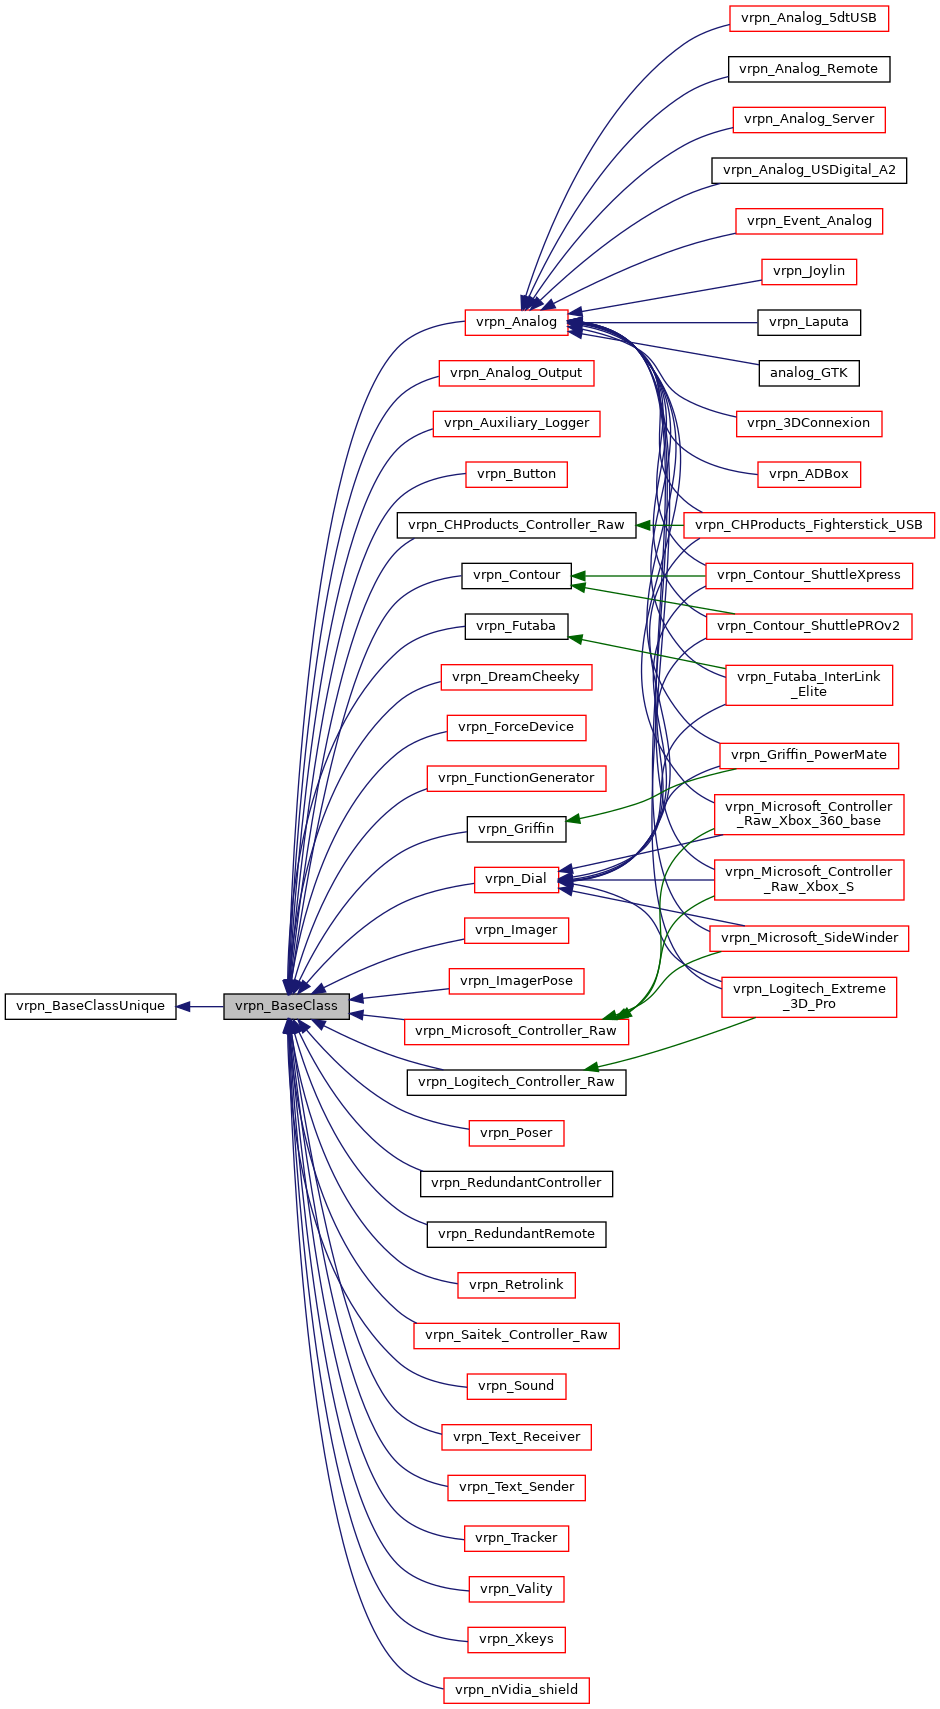 vrpn_Analog_5dtUSB
vrpn_Analog_Remote
vrpn_Analog_Server
vrpn_Analog_USDigital_A2
vrpn_Event_Analog
vrpn_Joylin
vrpn_Analog
vrpn_Laputa
vrpn_Analog_Output
analog_GTK
vrpn_Auxiliary_Logger
vrpn_3DConnexion
vrpn_Button
vrpn_ADBox
vrpn_CHProducts_Controller_Raw
vrpn_CHProducts_Fighterstick_USB
vrpn_Contour
vrpn_Contour_ShuttleXpress
vrpn_Futaba
vrpn_Contour_ShuttlePROv2
vrpn_DreamCheeky
vrpn_Futaba_InterLink
_Elite
vrpn_ForceDevice
vrpn_Griffin_PowerMate
vrpn_FunctionGenerator
vrpn_Microsoft_Controller
_Raw_Xbox_360_base
vrpn_Griffin
vrpn_Dial
vrpn_Microsoft_Controller
_Raw_Xbox_S
vrpn_Imager
vrpn_Microsoft_SideWinder
vrpn_ImagerPose
vrpn_Logitech_Extreme
_3D_Pro
vrpn_BaseClassUnique
vrpn_BaseClass
vrpn_Microsoft_Controller_Raw
vrpn_Logitech_Controller_Raw
vrpn_Poser
vrpn_RedundantController
vrpn_RedundantRemote
vrpn_Retrolink
vrpn_Saitek_Controller_Raw
vrpn_Sound
vrpn_Text_Receiver
vrpn_Text_Sender
vrpn_Tracker
vrpn_Vality
vrpn_Xkeys
vrpn_nVidia_shield